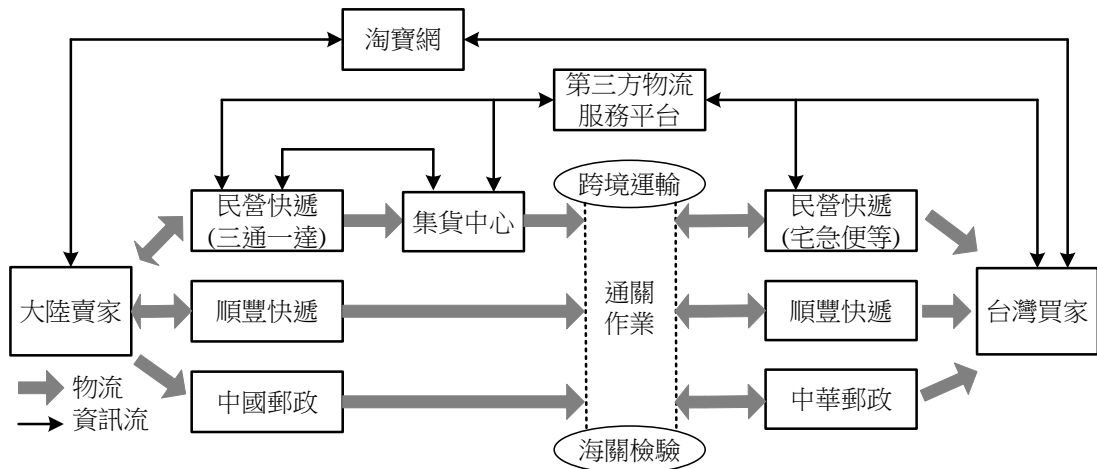 淘寶網
第三方物流
服務平台
跨境運輸
民營快遞
(三通一達)
集貨中心
民營快遞
(宅急便等)
大陸賣家
順豐快遞
通關
作業
順豐快遞
台灣買家
物流
資訊流
中國郵政
中華郵政
海關檢驗